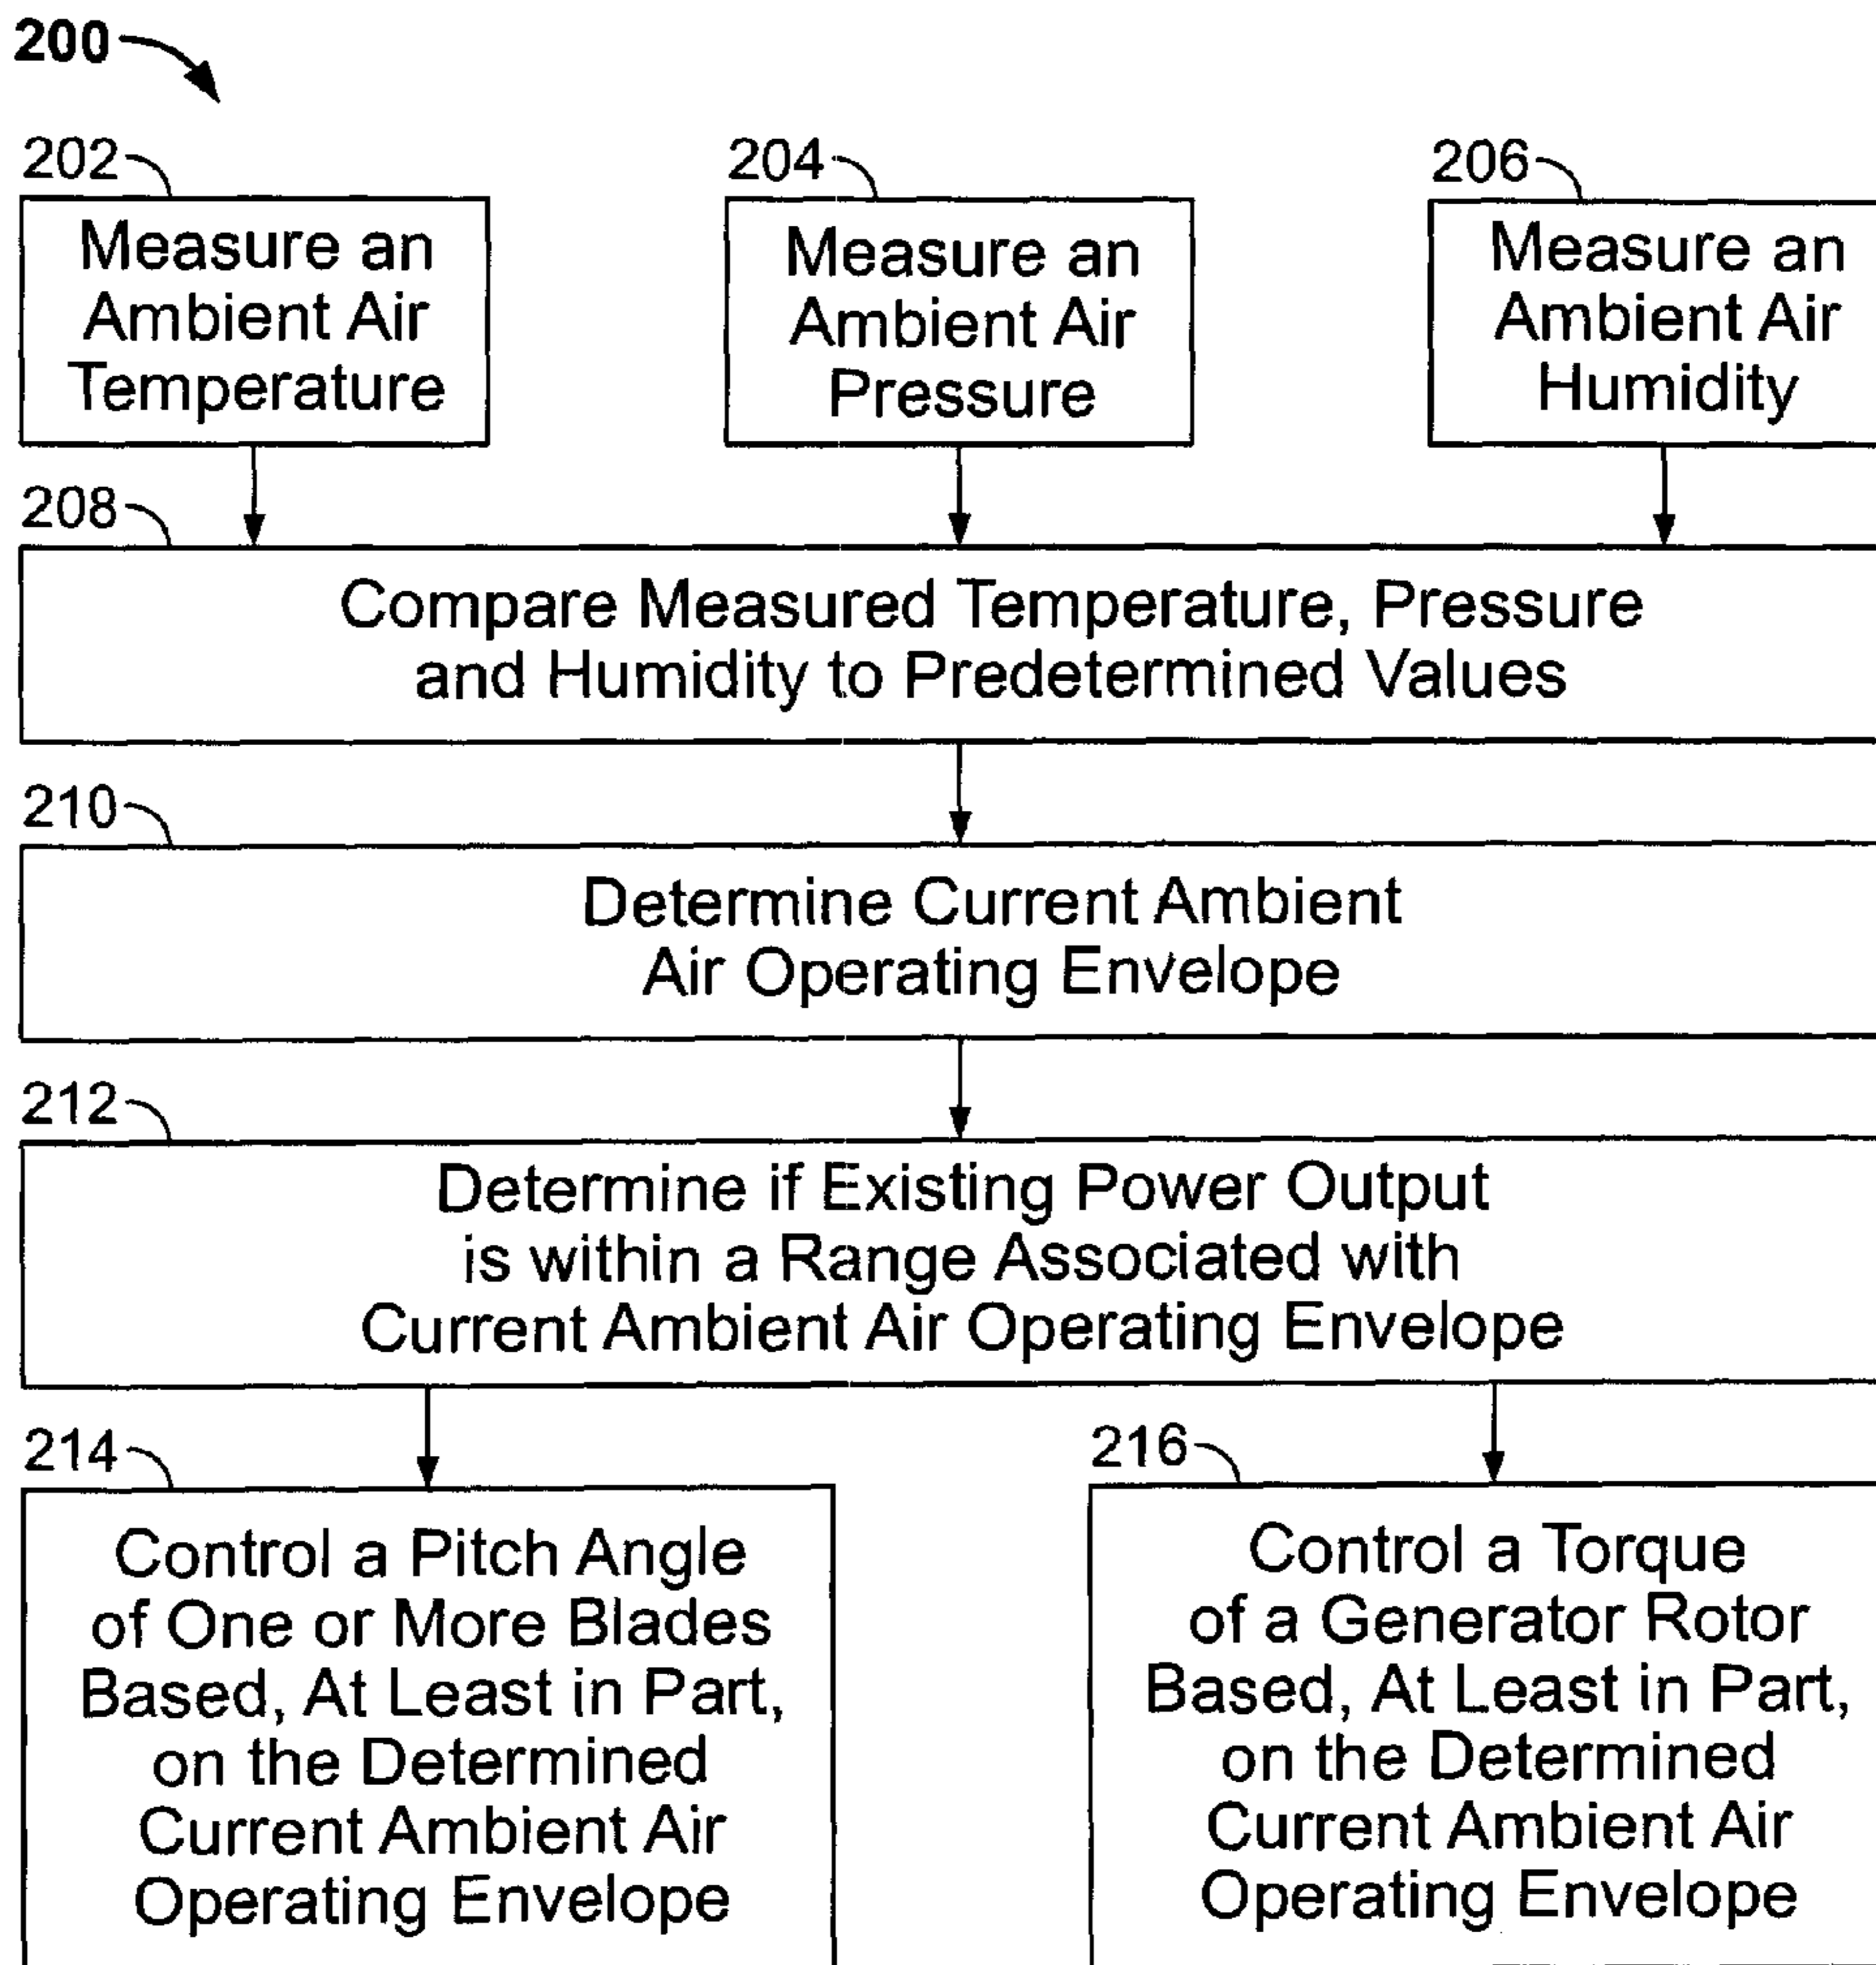 200
202
Measure an
Ambient Air
Temperature
204
Measure an
Ambient Air
Pressure
206
Measure an
Ambient Air
Humidity
208
Compare Measured Temperature, Pressure
and Humidity to Predetermined Values
210
Determine Current Ambient
Air Operating Envelope
212
Determine if Existing Power Output
is within a Range Associated with
Current Ambient Air Operating Envelope
214
Control a Pitch Angle
of One or More Blades
Based, At Least in Part,
on the Determined
Current Ambient Air
Operating Envelope
216
Control a Torque
of a Generator Rotor
Based, At Least in Part,
on the Determined
Current Ambient Air
Operating Envelope